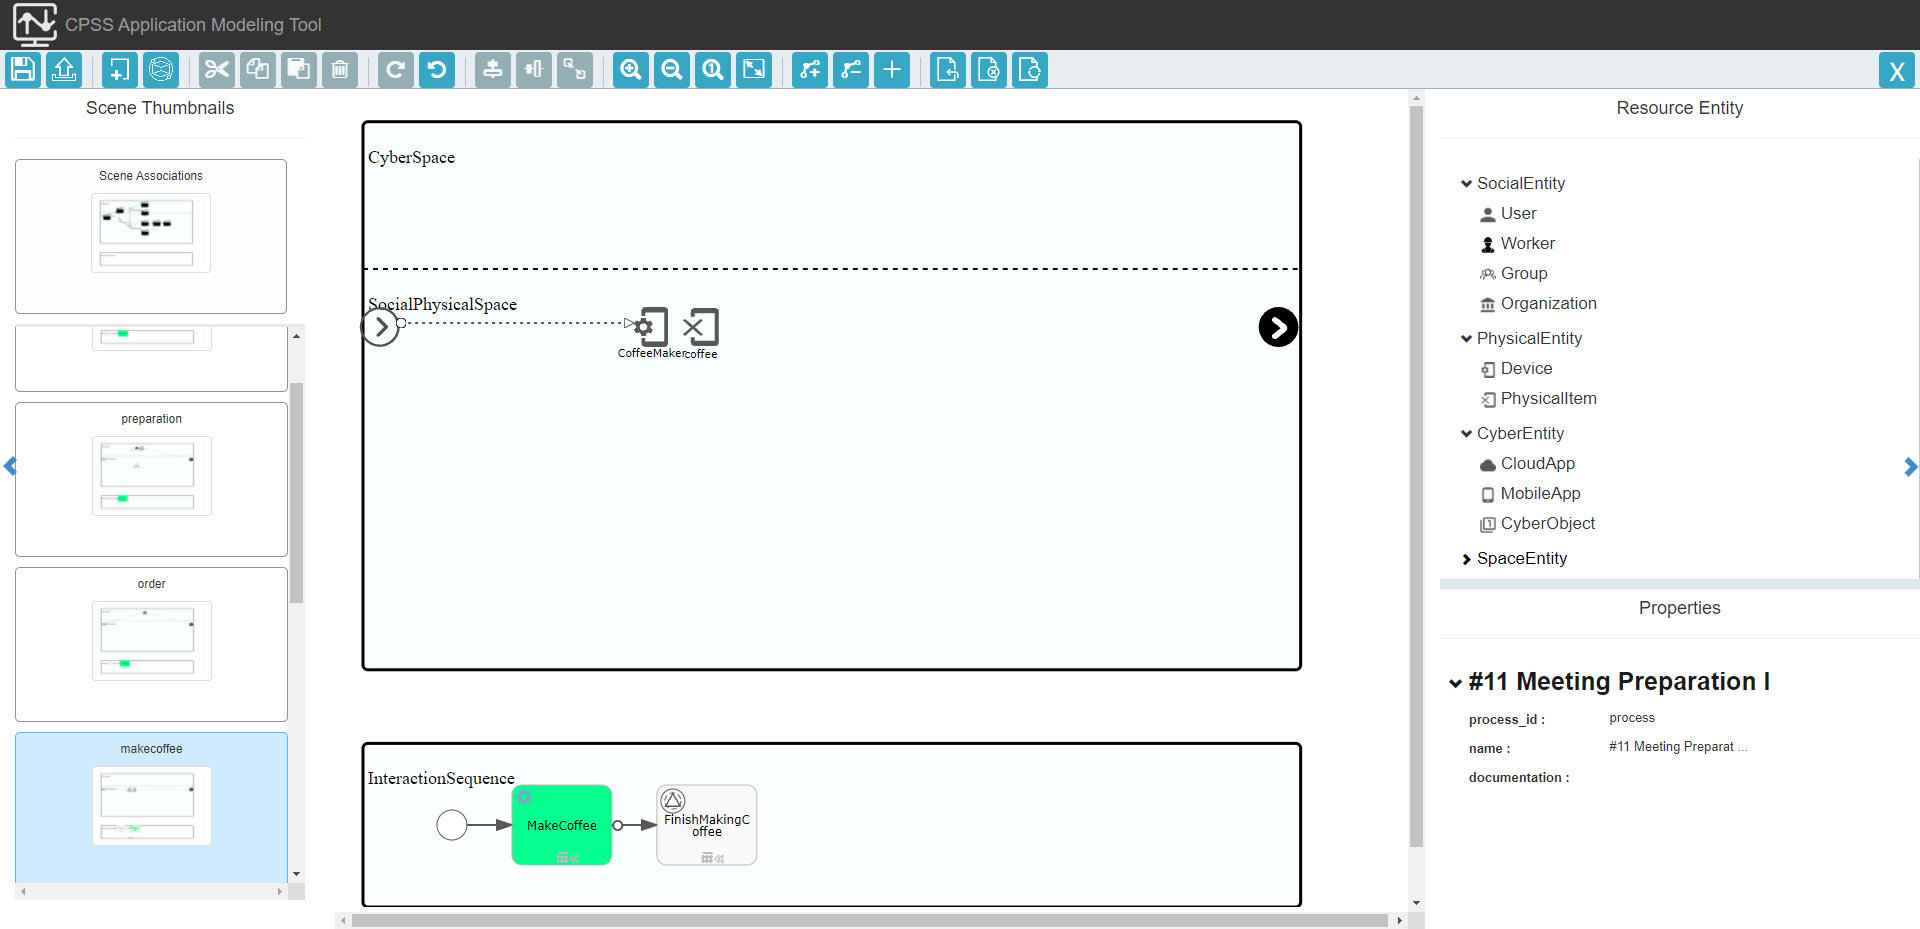 CPSS Application Modeling Tool
X
Scene Thumbnails
Scene Associations
preparation
order
makecoffee
CyberSpace
SocialPhysicalSpace
CoffeeMaker
coffee
InteractionSequence
MakeCoffee
FinishMakingC
offee
Resource Entity
SocialEntity
User
Worker
Group
Organization
PhysicalEntity
Device
PhysicalItem
CyberEntity
CloudApp
MobileApp
CyberObject
SpaceEntity
Properties
#11 Meeting Preparation I
process_id : process
name : #11 Meeting Preparat ...
documentation :